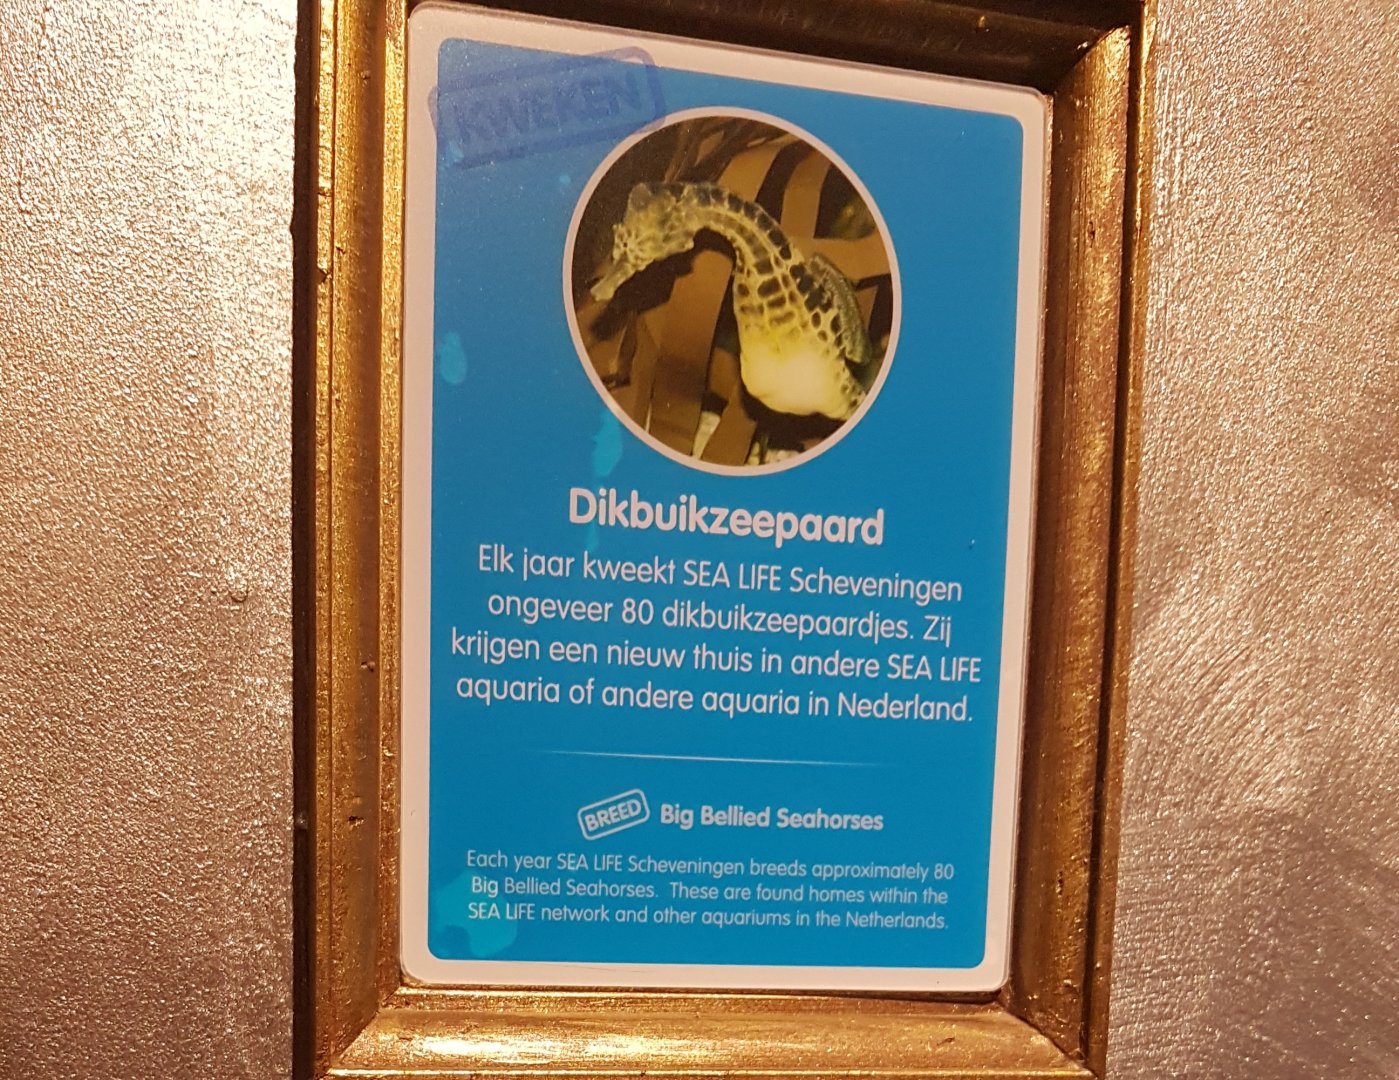 KWEKEN
Dikbuikzeepaard
Elk jaar kweekt SEA LIFE Scheveningen
ongeveer 80 dikbuikzeepaardjes. Zij
krijgen een nieuw thuis in andere SEA LIFE
aquaria of andere aquaria in Nederland.
BREED Big Bellied Seahorses
Each year SEA LIFE Scheveningen breeds approximately 80
Big Bellied Seahorses. These are found homes within the
SEA LIFE network and other aquariums in the Netherlands.